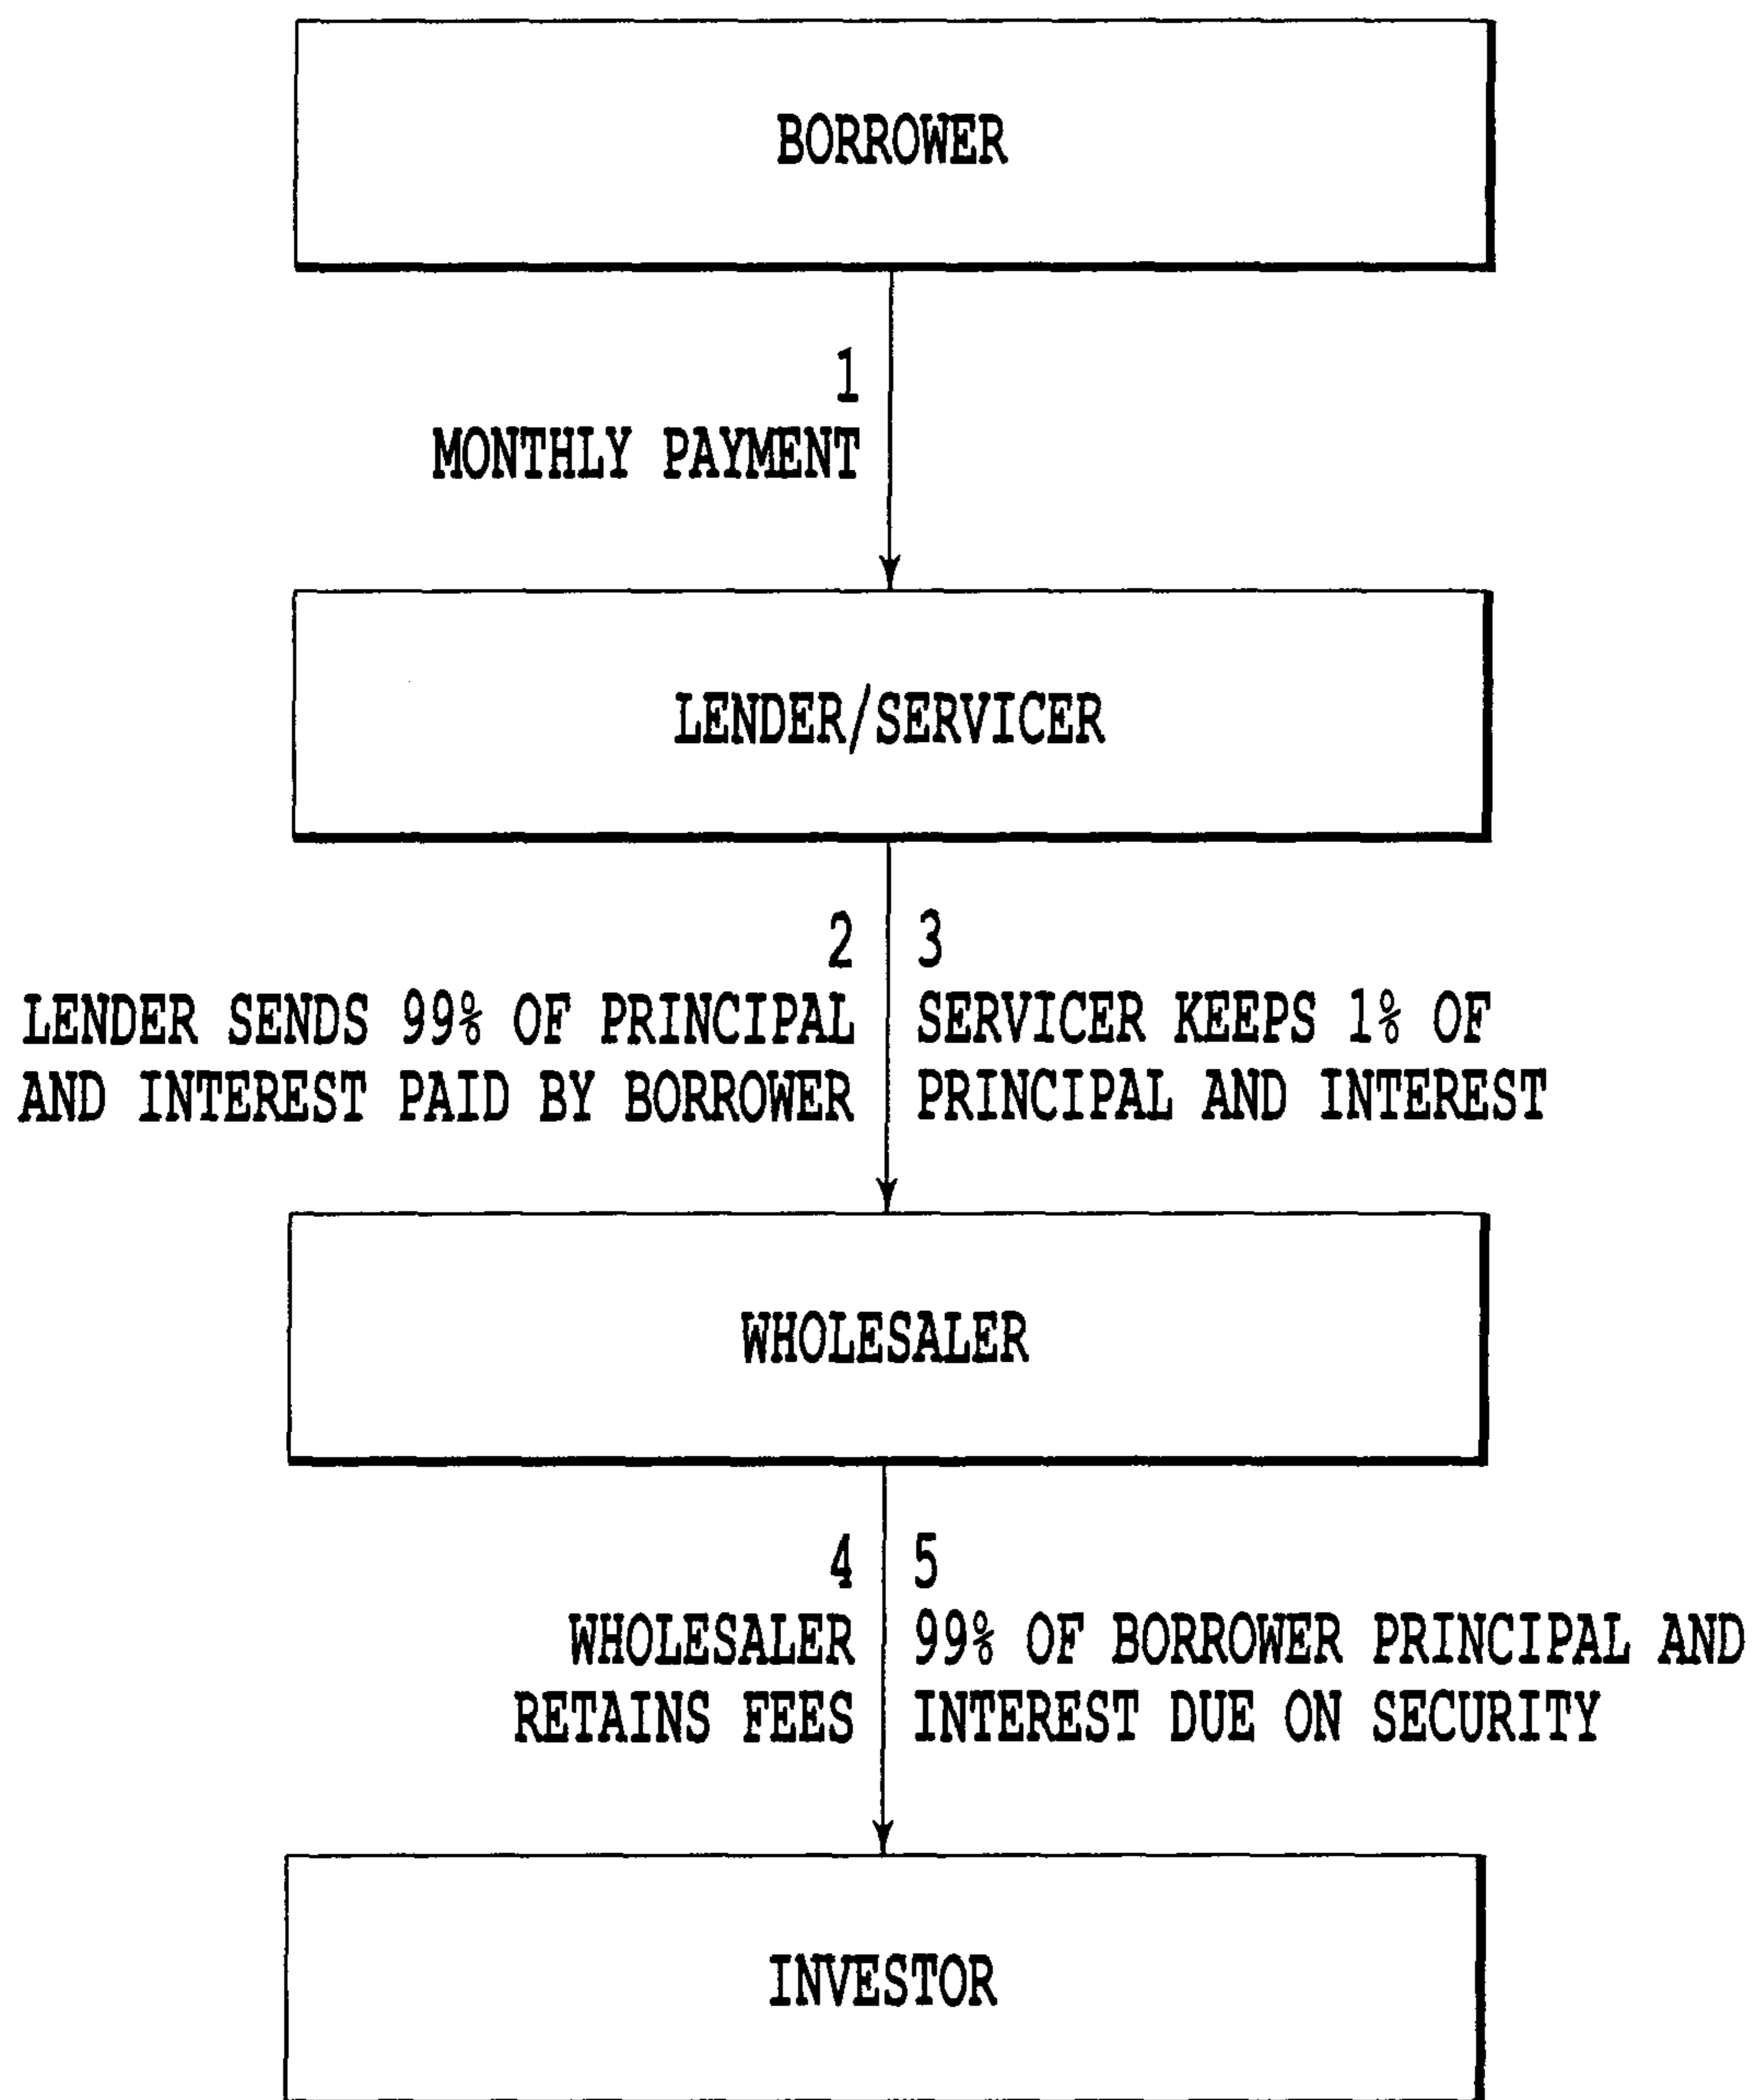 BORROWER
1
MONTHLY PAYMENT
LENDER/SERVICER
2
LENDER SENDS 99% OF PRINCIPAL
AND INTEREST PAID BY BORROWER
3
SERVICER KEEPS 1% OF
PRINCIPAL AND INTEREST
WHOLESALER
4
WHOLESALER
RETAINS FEES
5
99% OF BORROWER PRINCIPAL AND
INTEREST DUE ON SECURITY
INVESTOR